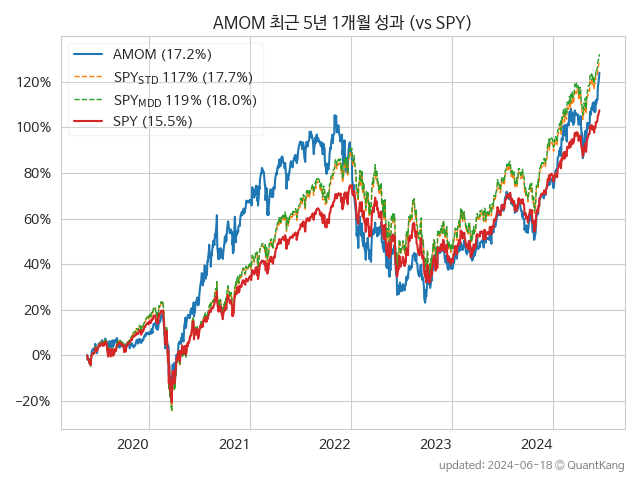 AMOM 최근 5년 1개월 성과 (vs SPY)
AMOM (17.2%)
SPY_STD 117% (17.7%)
SPY_MDD 119% (18.0%)
SPY (15.5%)
120%
100%
80%
60%
40%
20%
0%
−20%
2020 2021 2022 2023 2024
updated: 2024-06-18 © QuantKang